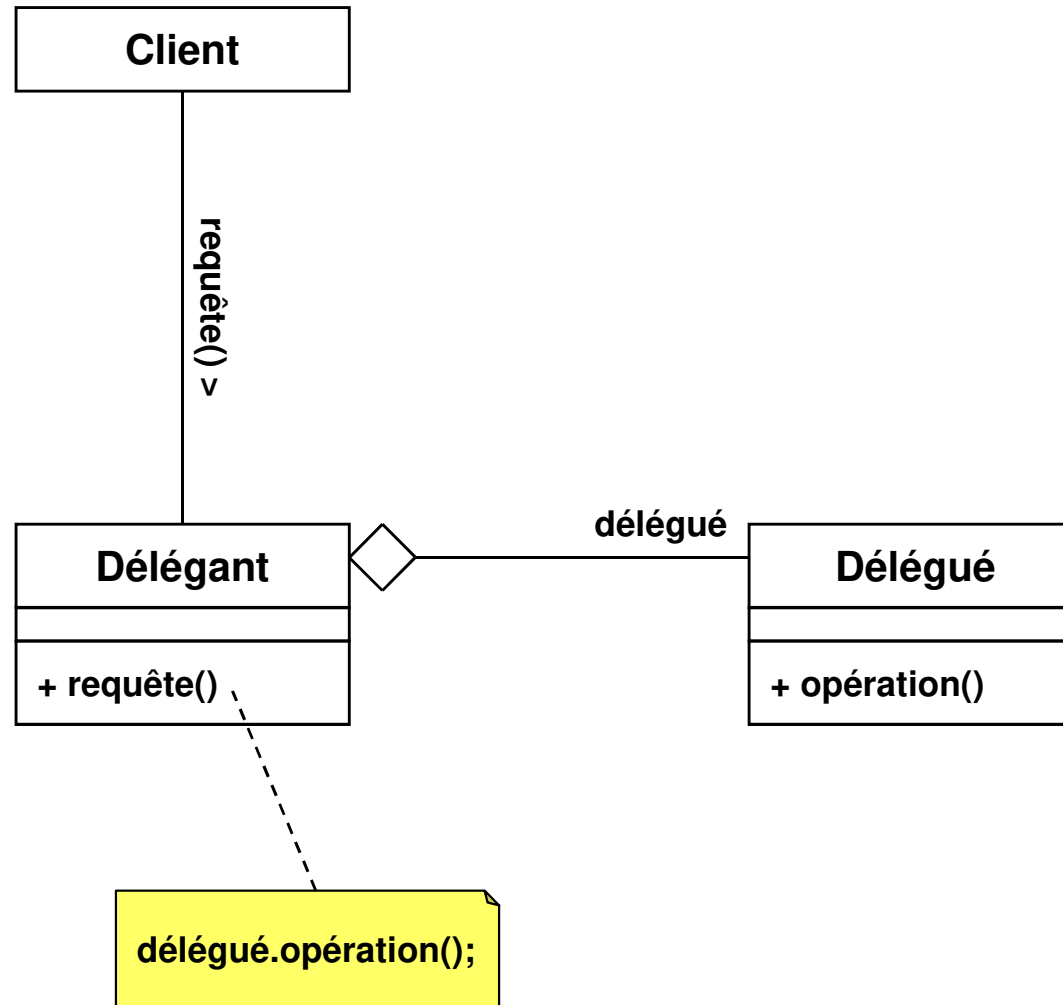 Client
requête() >
délégué
Délégant
Délégué
+ requête()
+ opération()
délégué.opération();